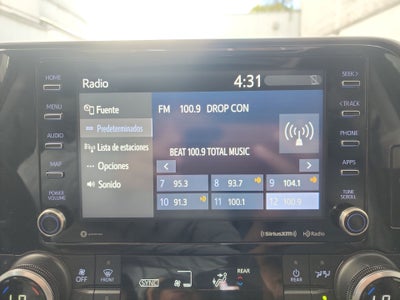 Radio
4:31
HOME
MENU
AUDIO
MAP
POWER
VOLUME
SEEK>
<TRACK
PHONE
APPS
TUNE
SCROLL
Fuente
Predeterminados
Lista de estaciones
Opciones
Sonido
FM 100.9 DROP CON
BEAT 100.9 TOTAL MUSIC
<
>
7 95.3
8 93.7
9 104.1
10 91.3
11 100.1
12 100.9
((SiriusXM))
HD Radio
OFF
FRONT
SYNC
REAR
REAR
LO
LO